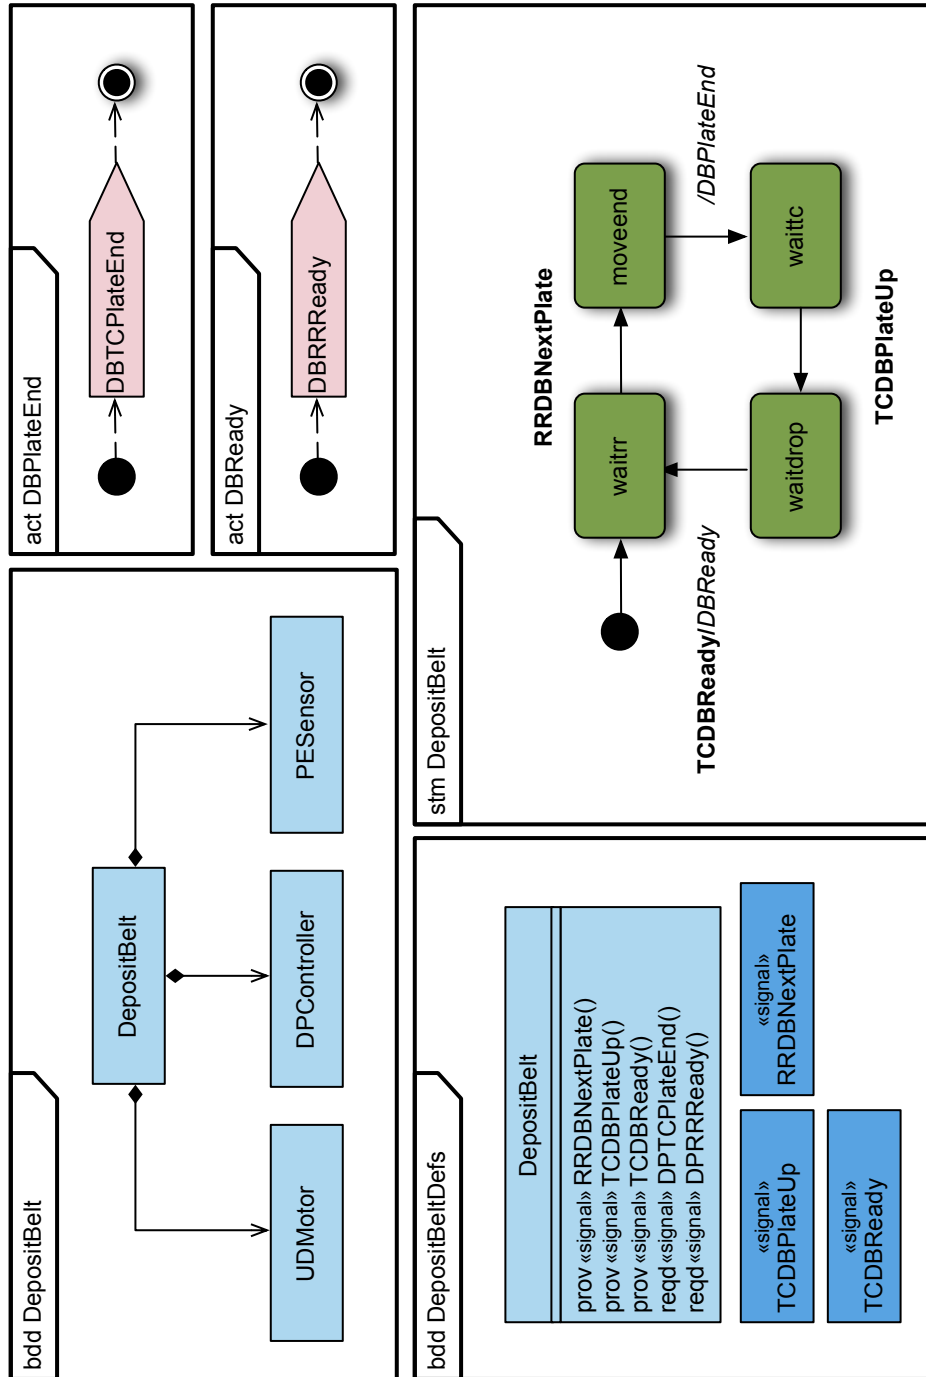 bdd DepositBelt
DepositBelt
UDMotor
DPController
PESensor
act DBPlateEnd
DBTCPlateEnd
act DBReady
DBRRReady
bdd DepositBeltDefs
DepositBelt
prov «signal» RRDBNextPlate()
prov «signal» TCDBPlateUp()
prov «signal» TCDBReady()
reqd «signal» DPTCPlateEnd()
reqd «signal» DPRRReady()
«signal»
TCDBPlateUp
«signal»
RRDBNextPlate
«signal»
TCDBReady
stm DepositBelt
RRDBNextPlate
waitrr
moveend
TCDBReady/DBReady
/DBPlateEnd
waitdrop
waittc
TCDBPlateUp